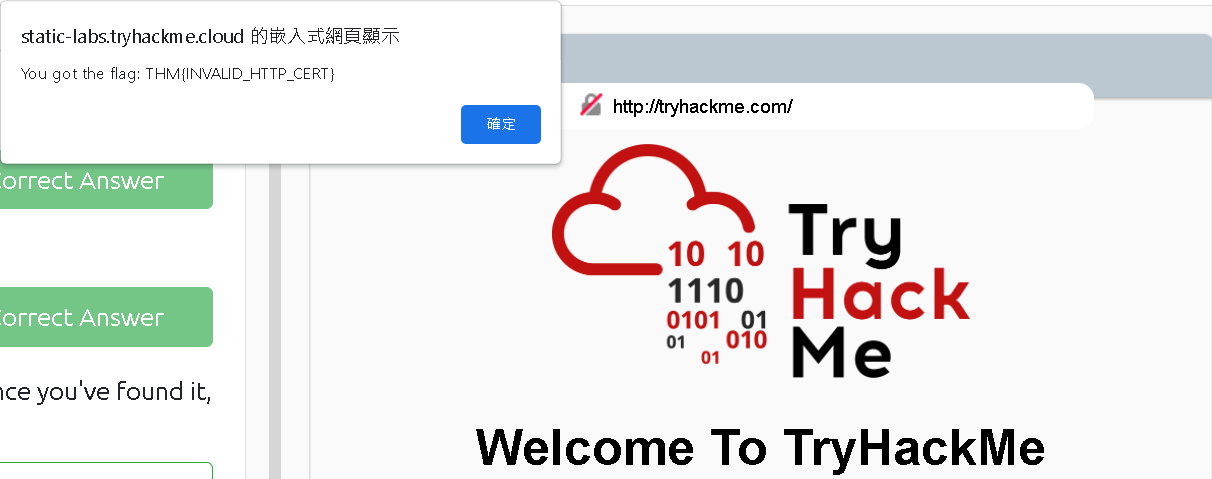 static-labs.tryhackme.cloud 的嵌入式網頁顯示
You got the flag: THM{INVALID_HTTP_CERT}
確定
orrect Answer
orrect Answer
nce you've found it,
http://tryhackme.com/
10 10
1110
0101 01
01 010
01
Try
Hack
Me
Welcome To TryHackMe